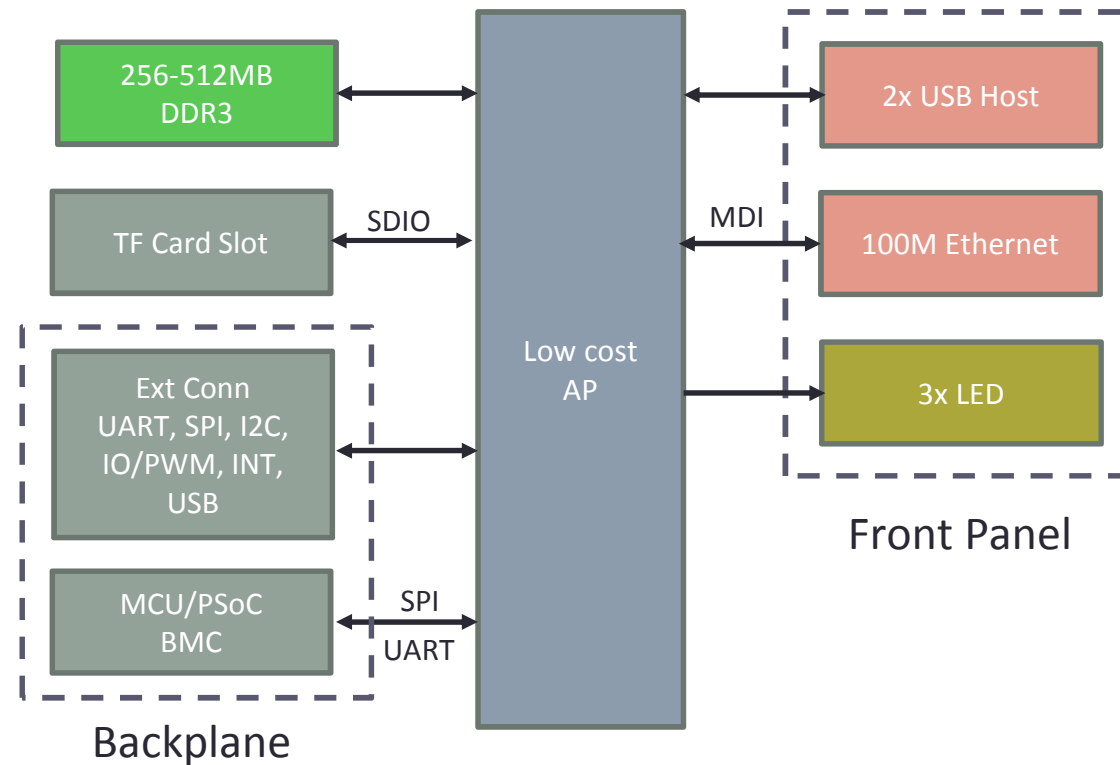 256-512MB
DDR3
TF Card Slot
SDIO
Ext Conn
UART, SPI, I2C,
IO/PWM, INT,
USB
MCU/PSoC
BMC
SPI
UART
Backplane
Low cost
AP
2x USB Host
MDI
100M Ethernet
3x LED
Front Panel